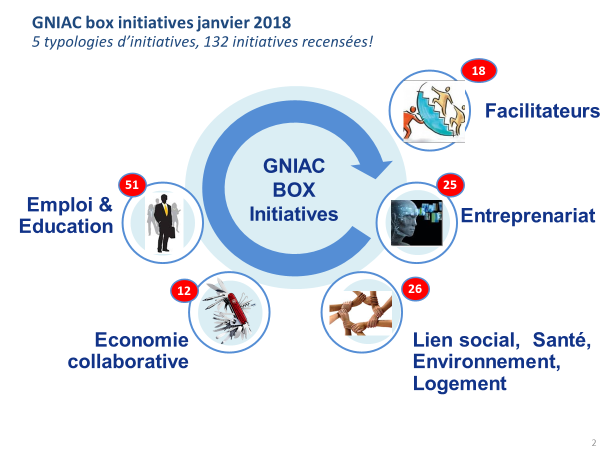 GNIAC box initiatives janvier 2018
5 typologies d’initiatives, 132 initiatives recensées!
18
Facilitateurs
GNIAC
BOX
Initiatives
51
25
Emploi &
Education
Entreprenariat
12
26
Economie
collaborative
Lien social,  Santé,
Environnement,
Logement
2